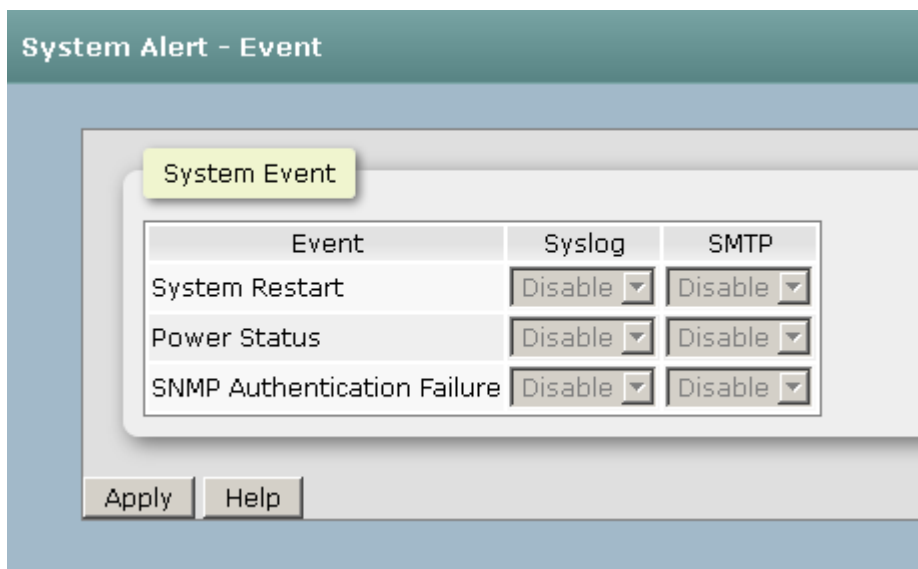 System Alert - Event
System Event
Event Syslog SMTP
System Restart Disable Disable
Power Status Disable Disable
SNMP Authentication Failure Disable Disable
Apply Help